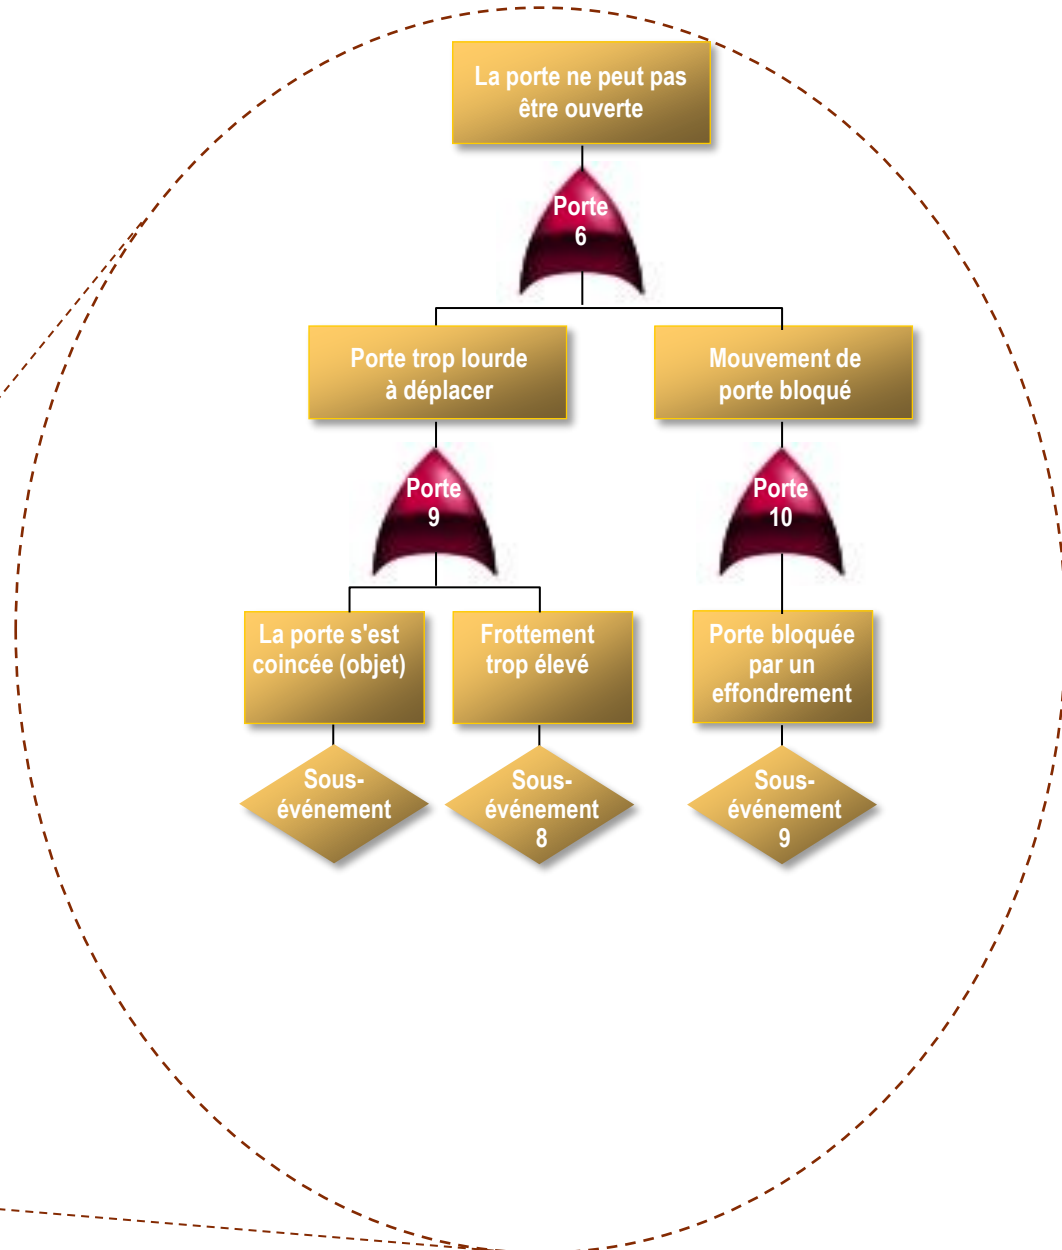 La porte ne peut pas
être ouverte
Porte
6
Porte trop lourde
à déplacer
Mouvement de
porte bloqué
Porte
9
Porte
10
La porte s'est
coincée (objet)
Frottement
trop élevé
Porte bloquée
par un
effondrement
Sous-
événement
Sous-
événement
8
Sous-
événement
9